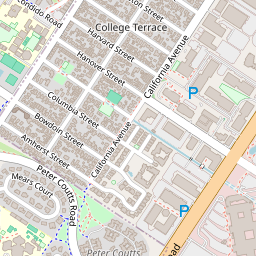 College Terrace
Harvard Street
Hanover Street
California Avenue
P
Columbia Street
Bowdoin Street
Amherst Street
California Avenue
Peter Coutts Road
Mears Court
P
Road
Peter Coutts